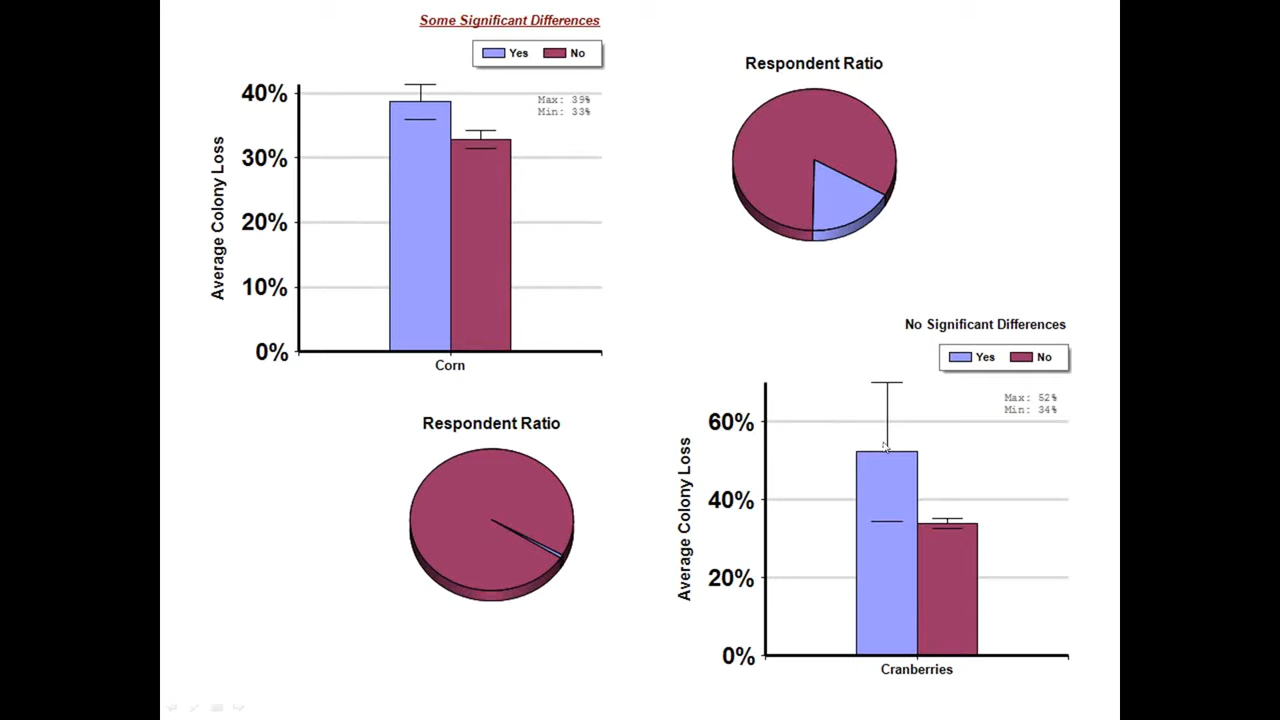 Some Significant Differences
Yes No
Max: 39%
Min: 33%
40%
30%
20%
10%
0%
Average Colony Loss
Corn
Respondent Ratio
Respondent Ratio
No Significant Differences
Yes No
Max: 52%
Min: 34%
60%
40%
20%
0%
Average Colony Loss
Cranberries